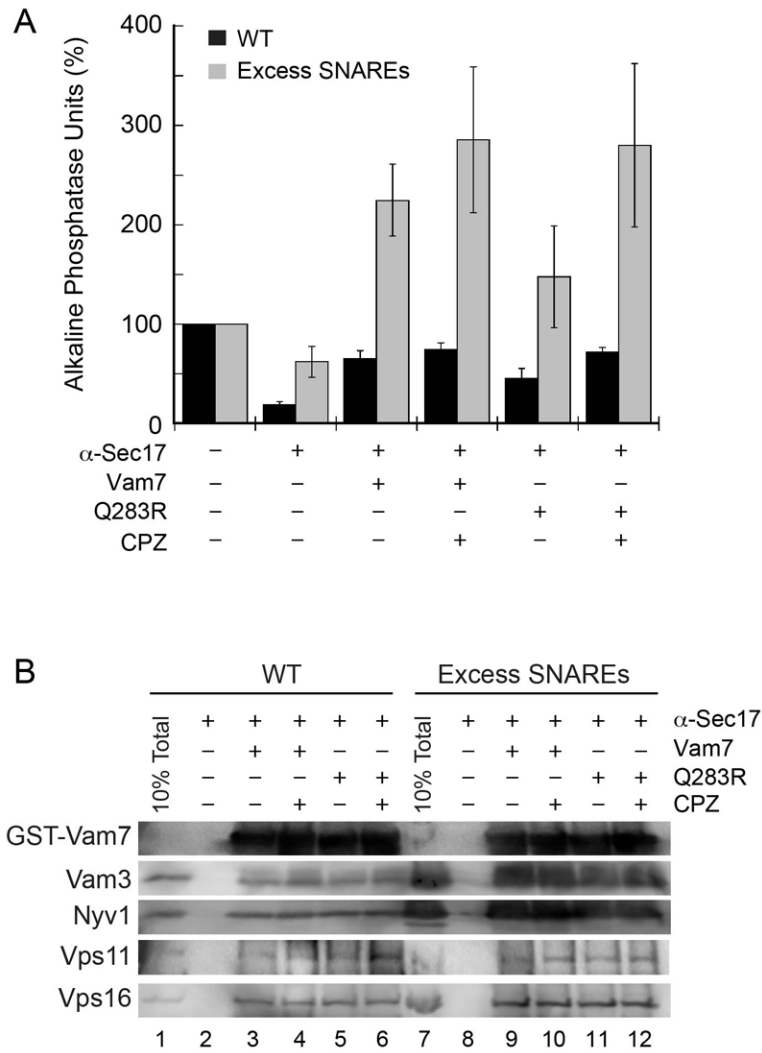 A
400
300
200
100
0
Alkaline Phosphatase Units (%)
WT
Excess SNAREs
α-Sec17 – + + + + +
Vam7 – – + + – –
Q283R – – – – + +
CPZ – – – + – +
B
WT Excess SNAREs
10% Total + + + + + 10% Total + + + + + α-Sec17
– + + – – – + + – – Vam7
– – – + + – – – + + Q283R
– – + – + – – + – + CPZ
GST-Vam7
Vam3
Nyv1
Vps11
Vps16
1 2 3 4 5 6 7 8 9 10 11 12